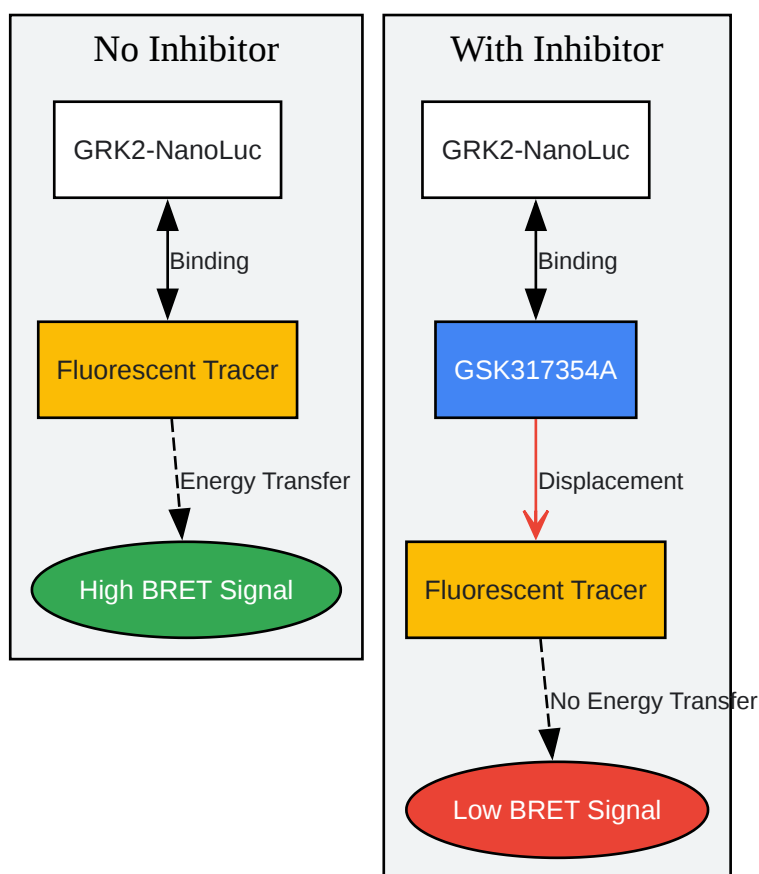 No Inhibitor
GRK2-NanoLuc
Binding
Fluorescent Tracer
Energy Transfer
High BRET Signal
With Inhibitor
GRK2-NanoLuc
Binding
GSK317354A
Displacement
Fluorescent Tracer
No Energy Transfer
Low BRET Signal